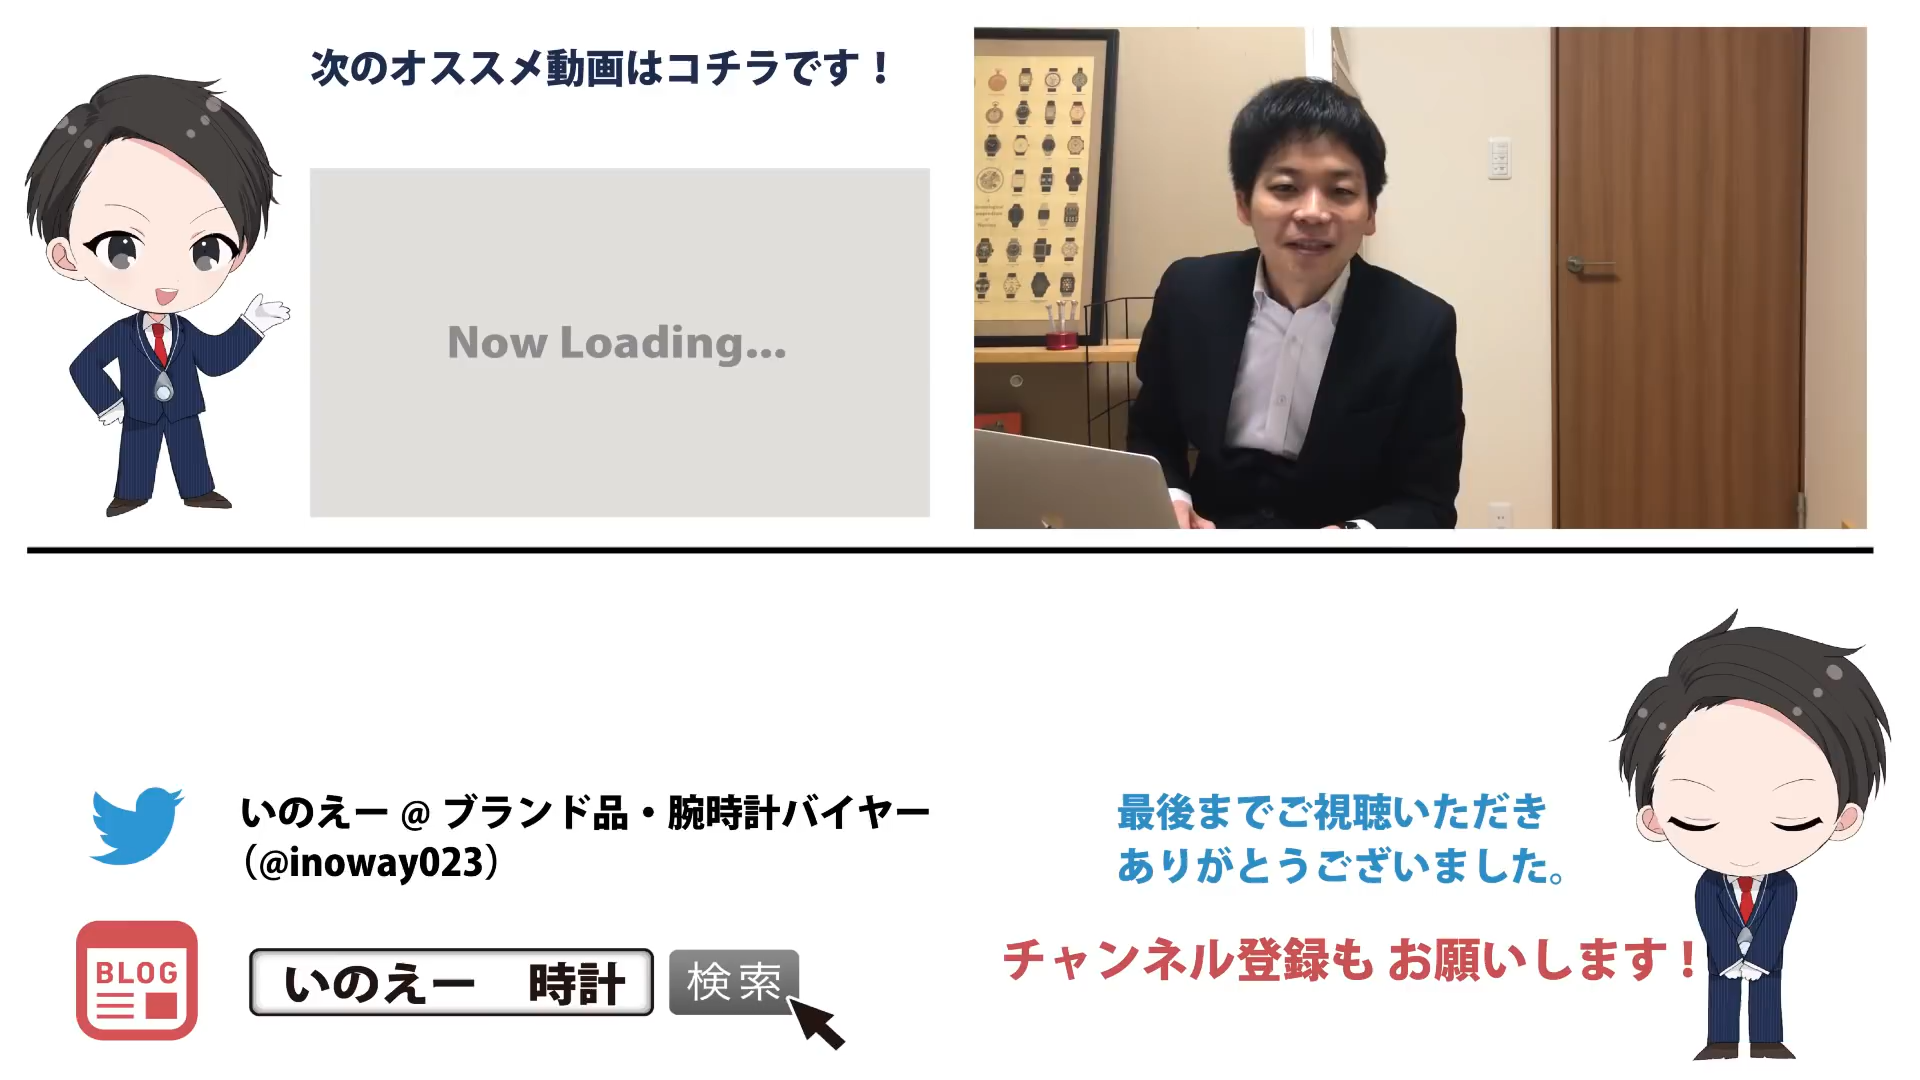 次のオススメ動画はコチラです！
Now Loading...
いのえー @ ブランド品・腕時計バイヤー
（@inoway023）
BLOG
いのえー　時計
検索
最後までご視聴いただき
ありがとうございました。
チャンネル登録も お願いします！